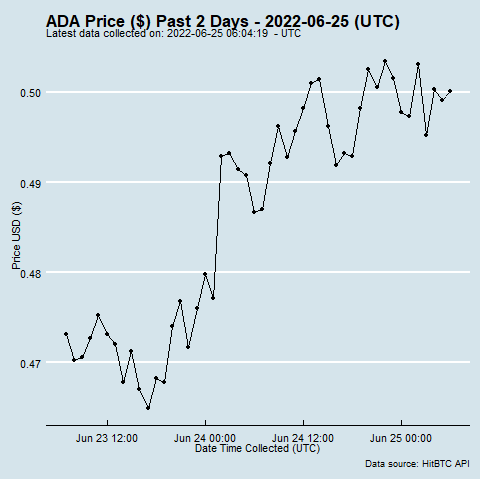 ADA Price ($) Past 2 Days - 2022-06-25 (UTC)
Latest data collected on: 2022-06-25 06:04:19 - UTC
0.50
0.49
0.48
0.47
Price USD ($)
Jun 23 12:00 Jun 24 00:00 Jun 24 12:00 Jun 25 00:00
Date Time Collected (UTC)
Data source: HitBTC API